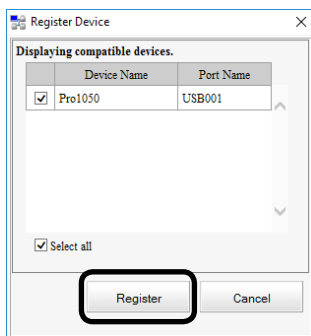 Register Device
Displaying compatible devices.
Device Name Port Name
Pro1050 USB001
Select all
Register Cancel